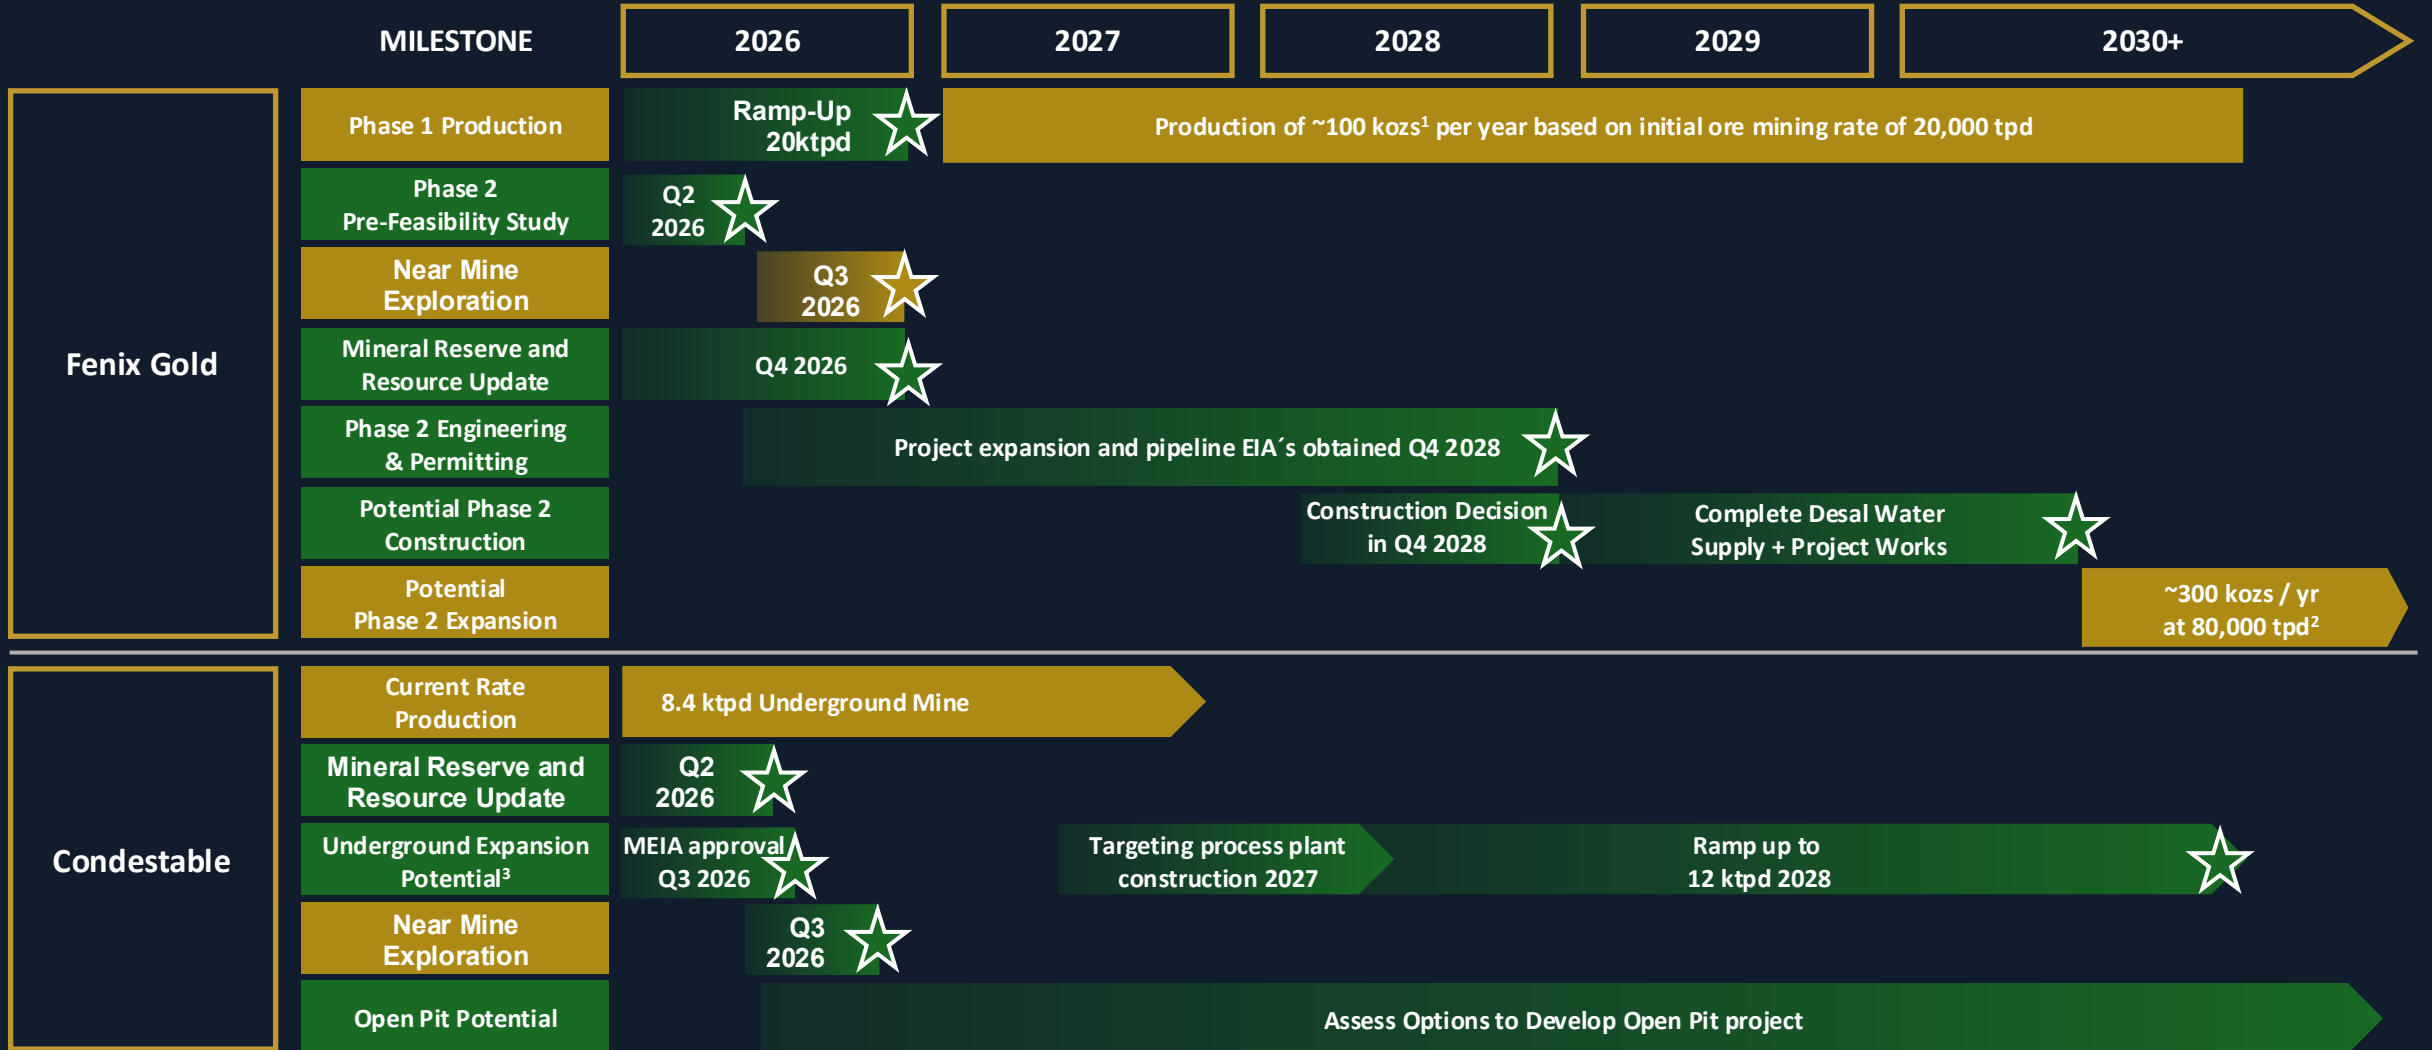 MILESTONE
2026
2027
2028
2029
2030+
Fenix Gold
Phase 1 Production
Ramp-Up
20ktpd
Production of ~100 kozs¹ per year based on initial ore mining rate of 20,000 tpd
Phase 2
Pre-Feasibility Study
Q2
2026
Near Mine
Exploration
Q3
2026
Mineral Reserve and
Resource Update
Q4 2026
Phase 2 Engineering
& Permitting
Project expansion and pipeline EIA´s obtained Q4 2028
Potential Phase 2
Construction
Construction Decision
in Q4 2028
Complete Desal Water
Supply + Project Works
Potential
Phase 2 Expansion
~300 kozs / yr
at 80,000 tpd²
Condestable
Current Rate
Production
8.4 ktpd Underground Mine
Mineral Reserve and
Resource Update
Q2
2026
Underground Expansion
Potential³
MEIA approval
Q3 2026
Targeting process plant
construction 2027
Ramp up to
12 ktpd 2028
Near Mine
Exploration
Q3
2026
Open Pit Potential
Assess Options to Develop Open Pit project